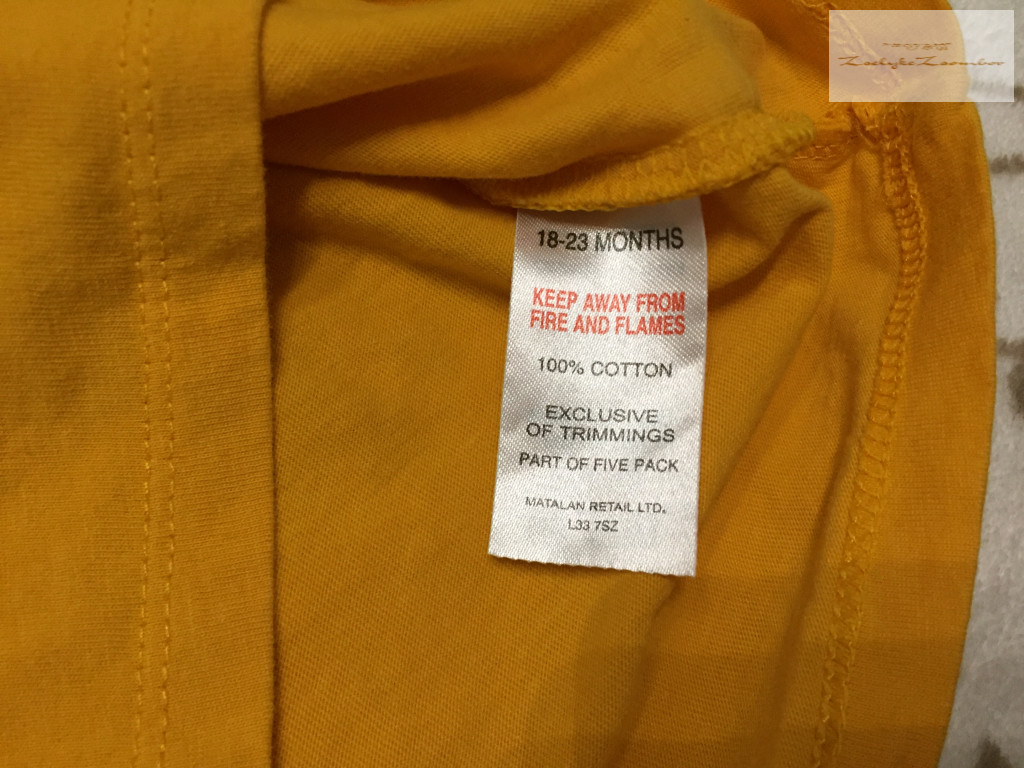 18-23 MONTHS
KEEP AWAY FROM
FIRE AND FLAMES
100% COTTON
EXCLUSIVE
OF TRIMMINGS
PART OF FIVE PACK
MATALAN RETAIL LTD.
L33 7SZ